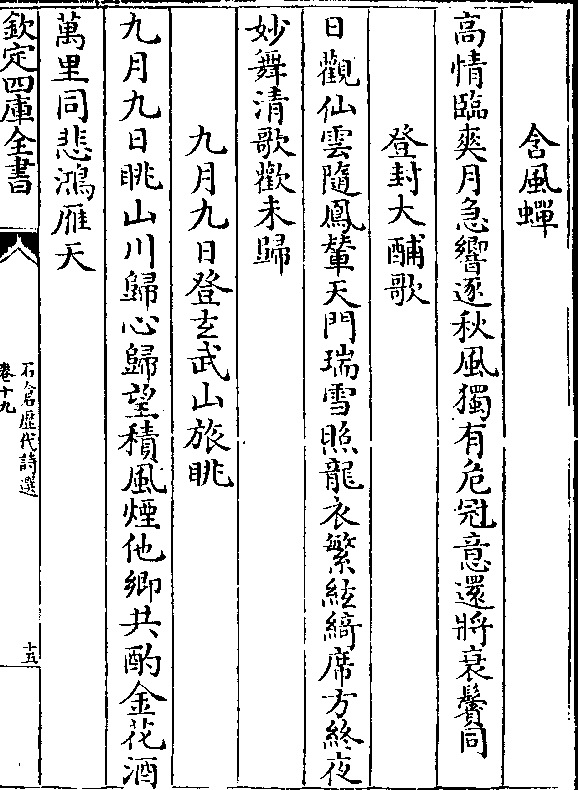 含風蟬
高情臨爽月急響逐秋風獨有危冠意還將衰鬢同
登封大酺歌
日觀仙雲隨鳳輦天門瑞雪照龍衣繁絃綺席方終夜
妙舞清歌歡未歸
九月九日登玄武山旅眺
九月九日眺山川歸心歸望積風煙他鄉共酌金花酒
萬里同悲鴻雁天
欽定四庫全書
石倉歷代詩選
卷十九
十五